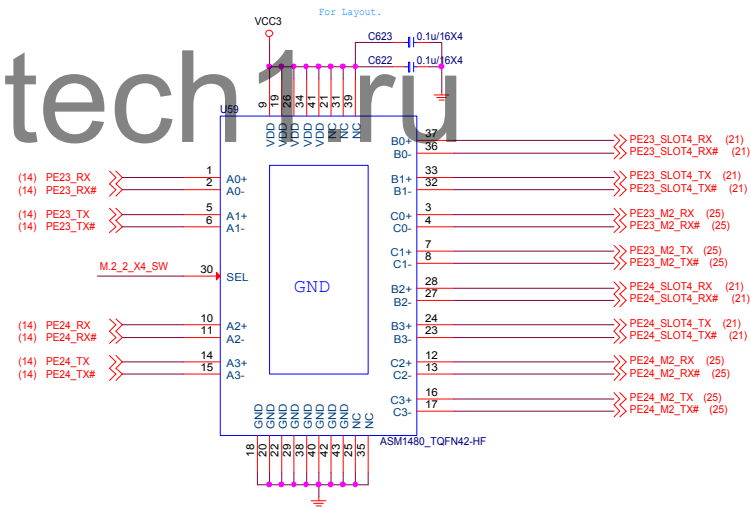 For Layout.
VCC3
C623 0.1u/16X4
C622 0.1u/16X4
tech1.ru
U59
9 19 26 34 41 21 31 39
VDD VDD VDD VDD VDD VDD NC NC NC
B0+ 37 PE23_SLOT4_RX (21)
B0- 36 PE23_SLOT4_RX# (21)
(14) PE23_RX 1 A0+
(14) PE23_RX# 2 A0-
B1+ 33 PE23_SLOT4_TX (21)
B1- 32 PE23_SLOT4_TX# (21)
(14) PE23_TX 5 A1+
(14) PE23_TX# 6 A1-
C0+ 3 PE23_M2_RX (25)
C0- 4 PE23_M2_RX# (25)
C1+ 7 PE23_M2_TX (25)
C1- 8 PE23_M2_TX# (25)
M.2_2_X4_SW 30 SEL
GND
B2+ 28 PE24_SLOT4_RX (21)
B2- 27 PE24_SLOT4_RX# (21)
(14) PE24_RX 10 A2+
(14) PE24_RX# 11 A2-
B3+ 24 PE24_SLOT4_TX (21)
B3- 23 PE24_SLOT4_TX# (21)
(14) PE24_TX 14 A3+
(14) PE24_TX# 15 A3-
C2+ 12 PE24_M2_RX (25)
C2- 13 PE24_M2_RX# (25)
C3+ 16 PE24_M2_TX (25)
C3- 17 PE24_M2_TX# (25)
GND GND GND GND GND GND GND GND NC NC
18 20 22 29 38 40 42 43 25 35
ASM1480_TQFN42-HF